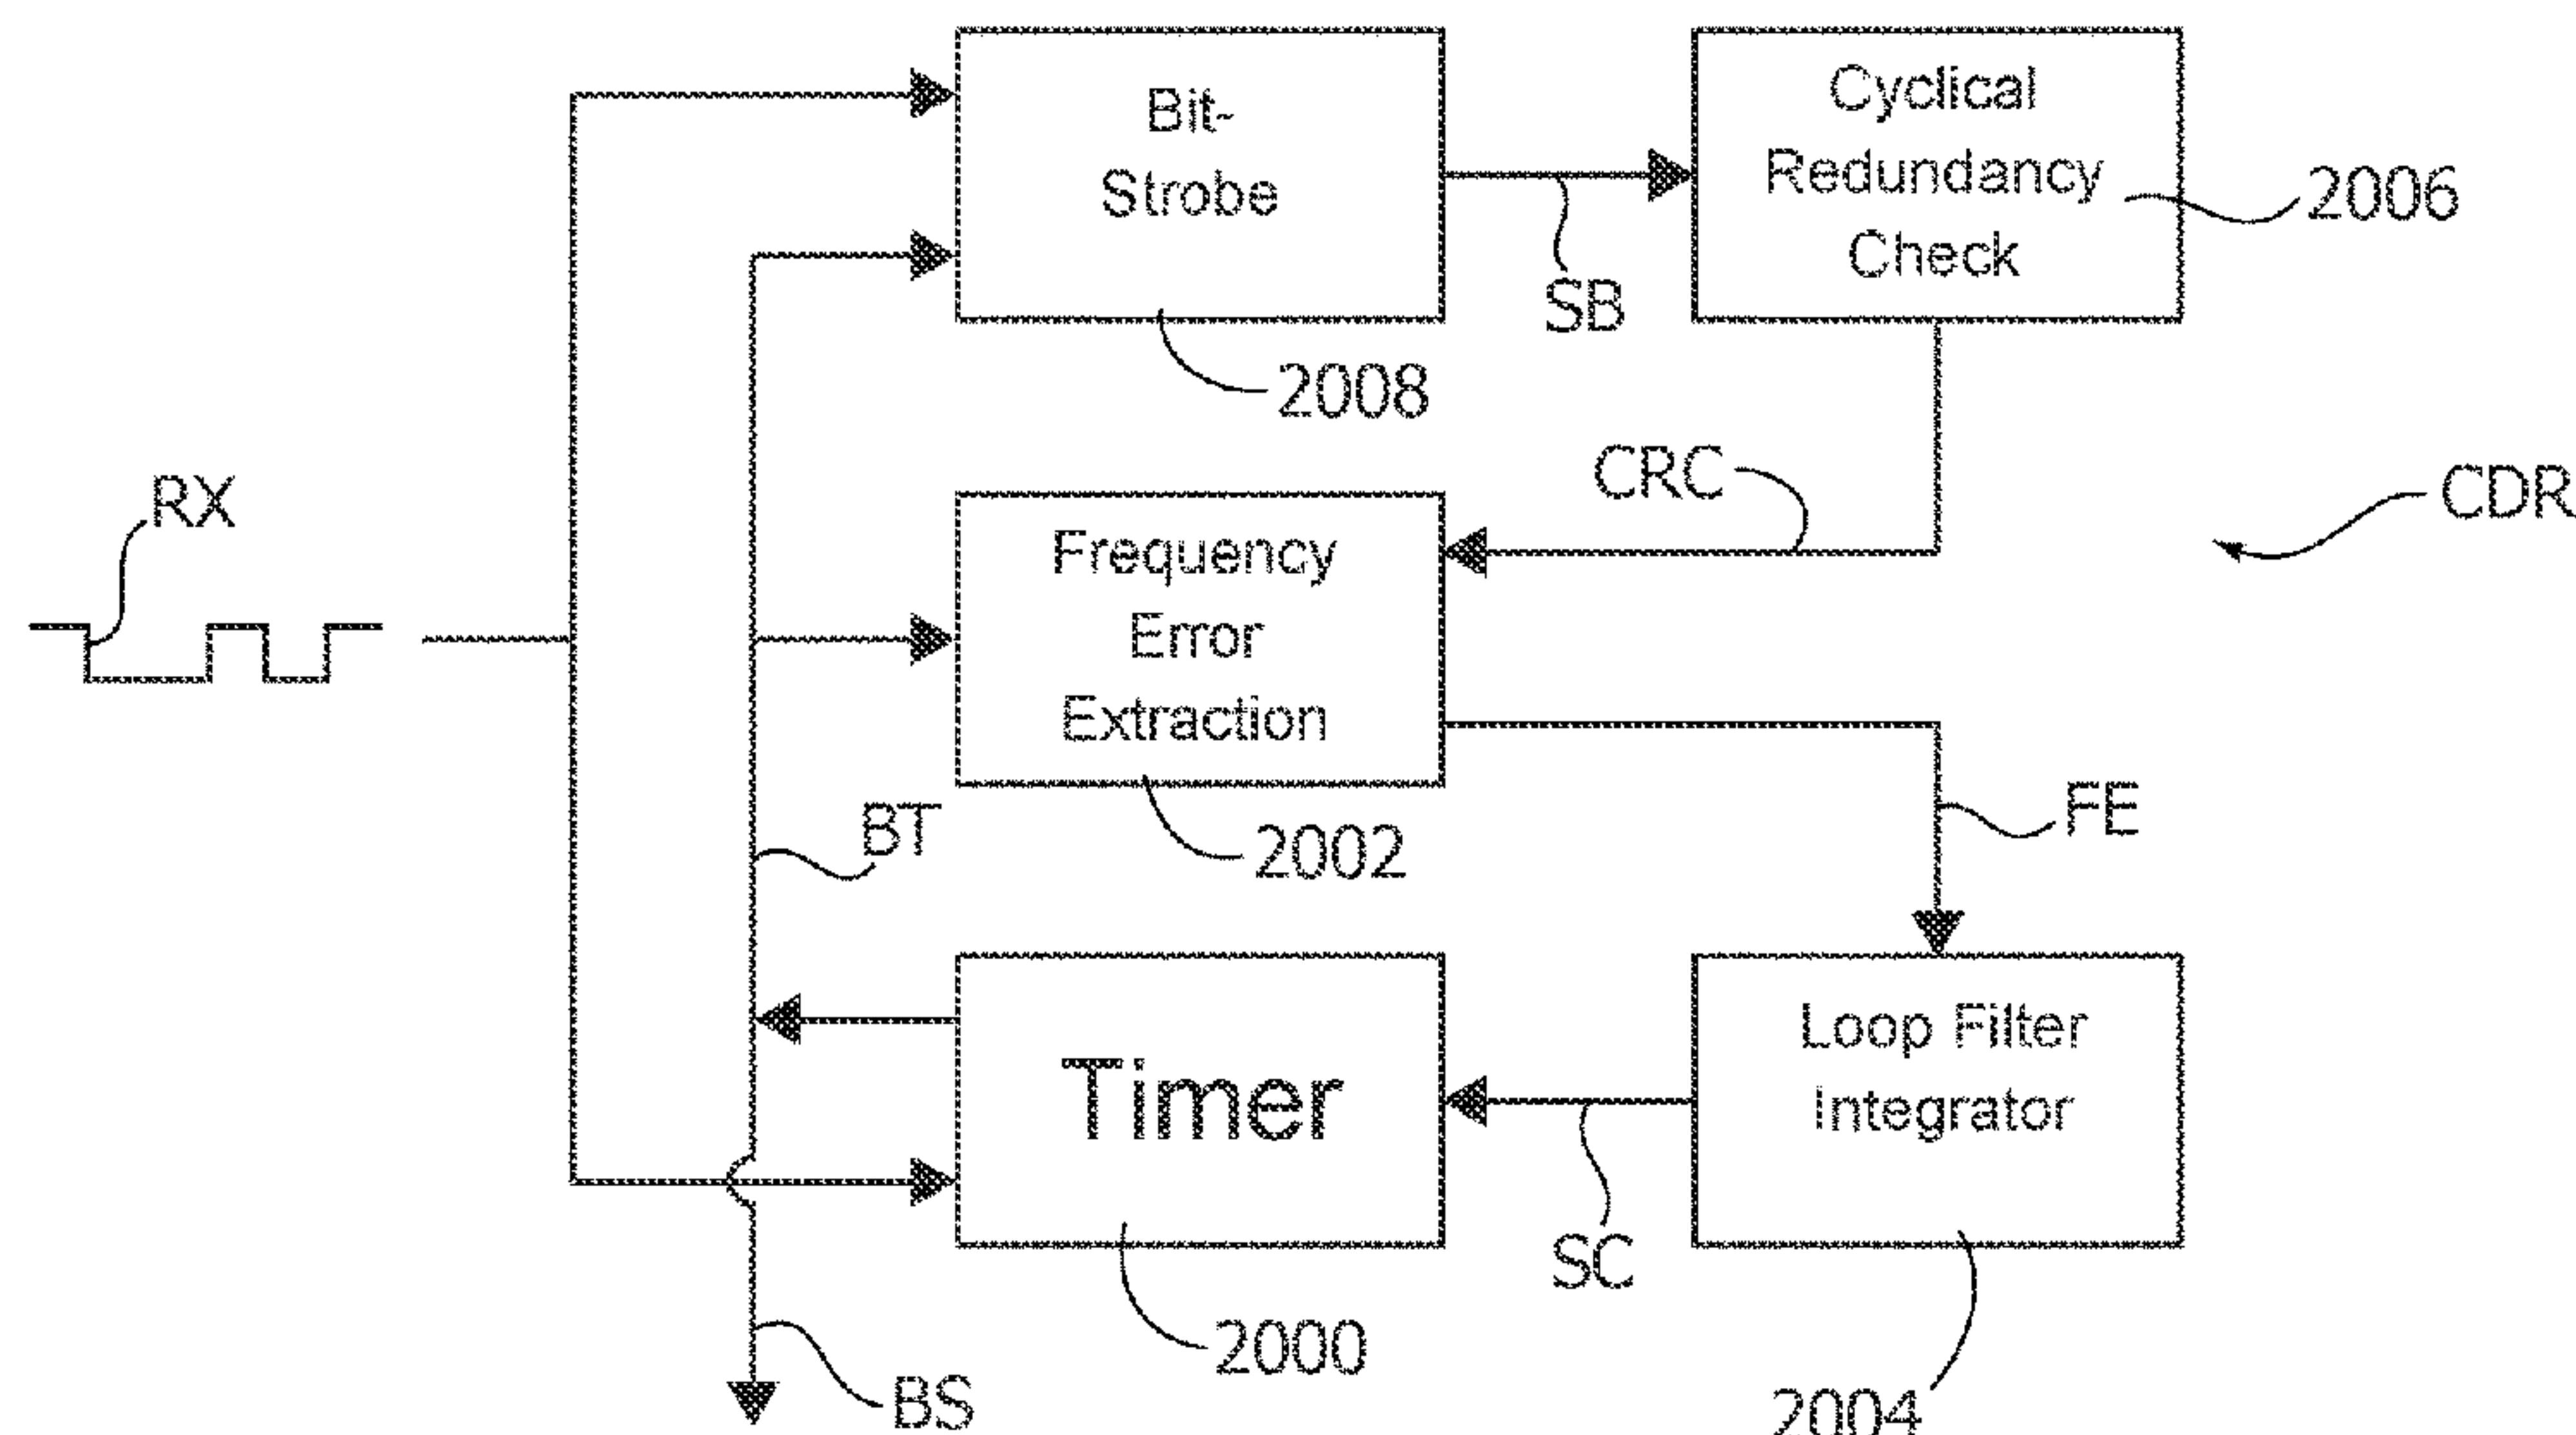 Bit-
Strobe
2008
SB
Cyclical
Redundancy
Check
2006
RX
CRC
CDR
Frequency
Error
Extraction
2002
BT
FE
Timer
2000
SC
Loop Filter
Integrator
2004
BS